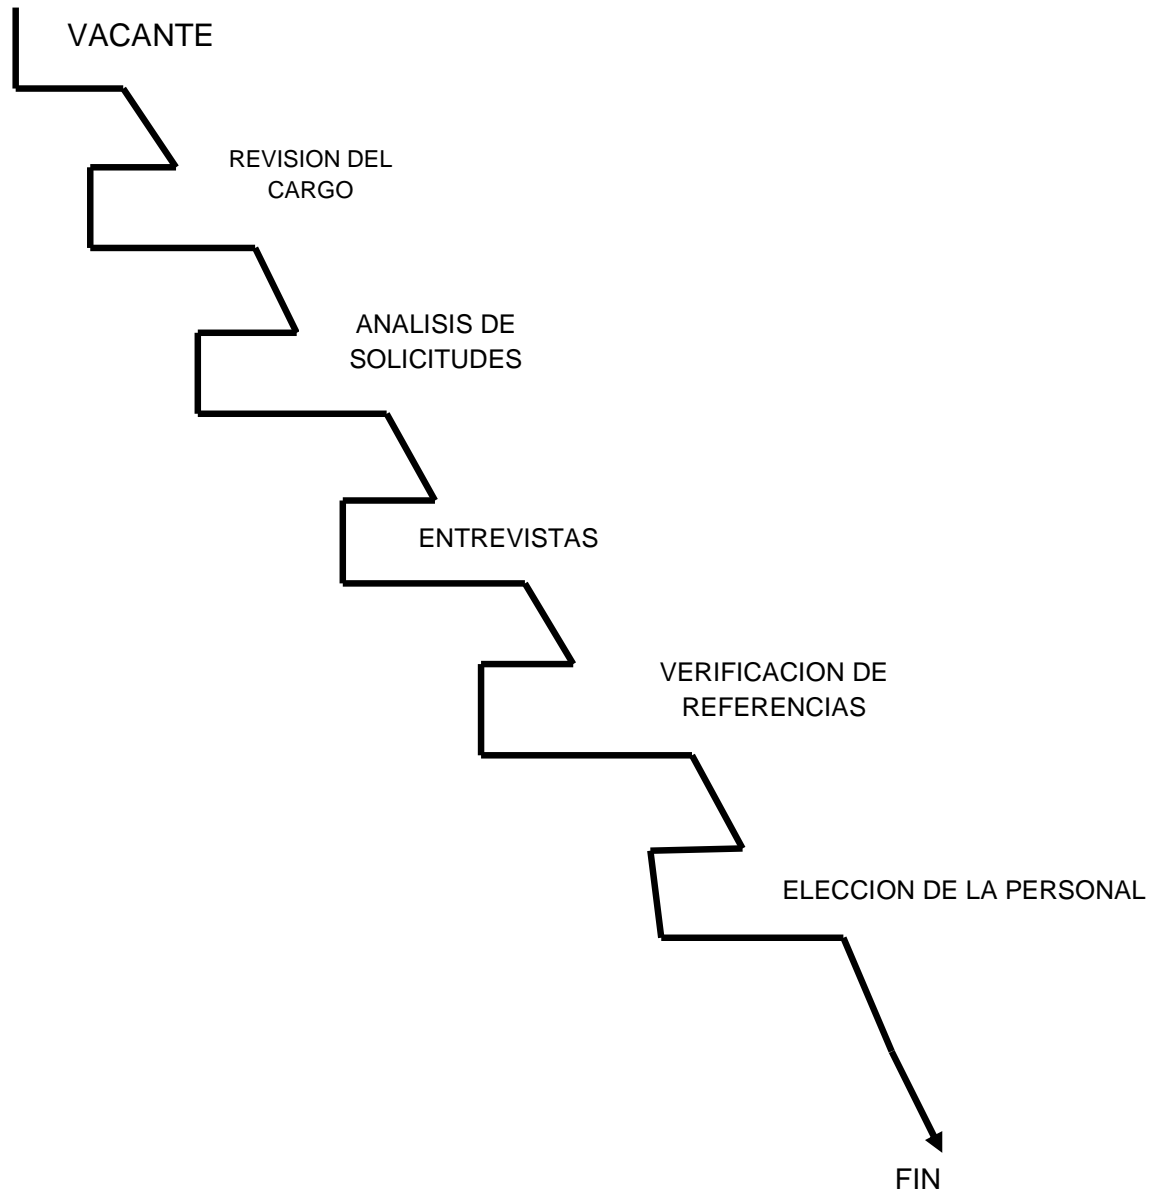 VACANTE
REVISION DEL
CARGO
ANALISIS DE
SOLICITUDES
ENTREVISTAS
VERIFICACION DE
REFERENCIAS
ELECCION DE LA PERSONAL
FIN